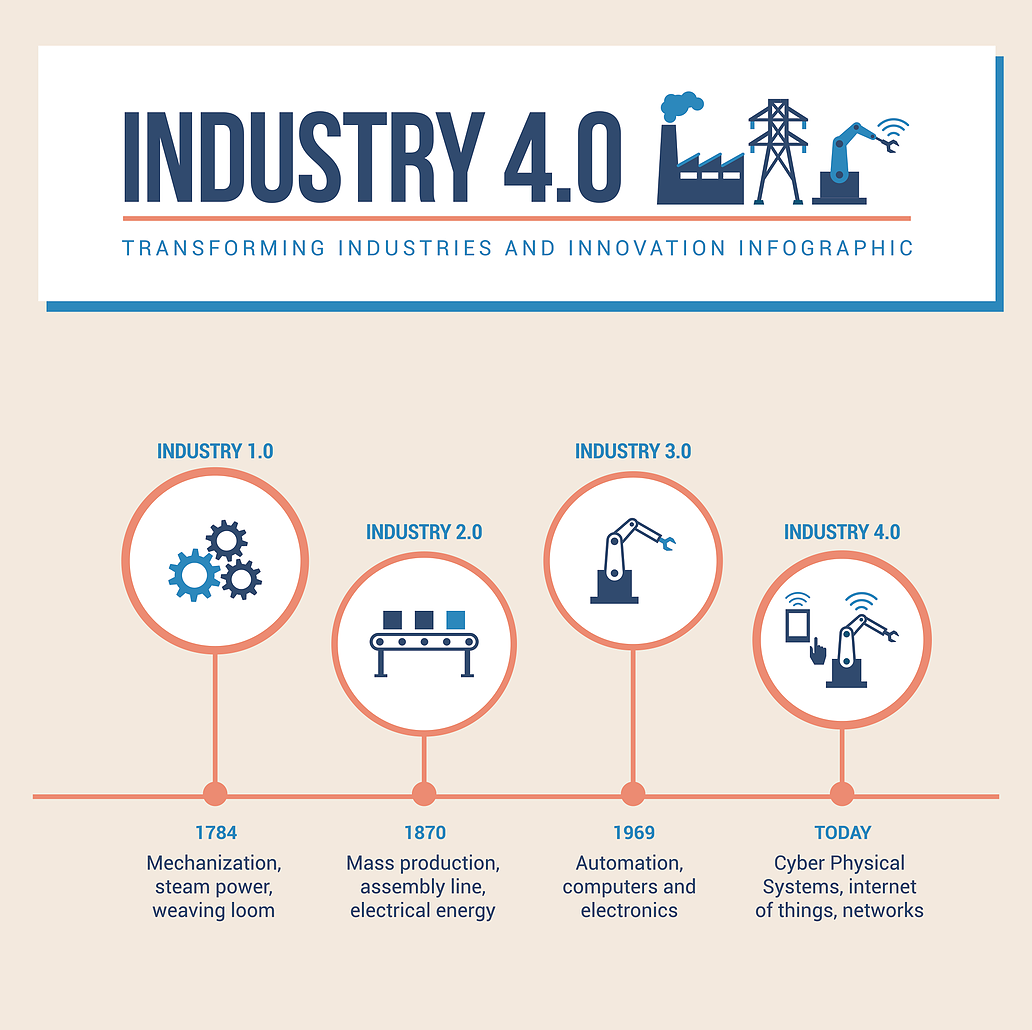 INDUSTRY 4.0
TRANSFORMING INDUSTRIES AND INNOVATION INFOGRAPHIC
INDUSTRY 1.0
INDUSTRY 2.0
INDUSTRY 3.0
INDUSTRY 4.0
1784
Mechanization,
steam power,
weaving loom
1870
Mass production,
assembly line,
electrical energy
1969
Automation,
computers and
electronics
TODAY
Cyber Physical
Systems, internet
of things, networks